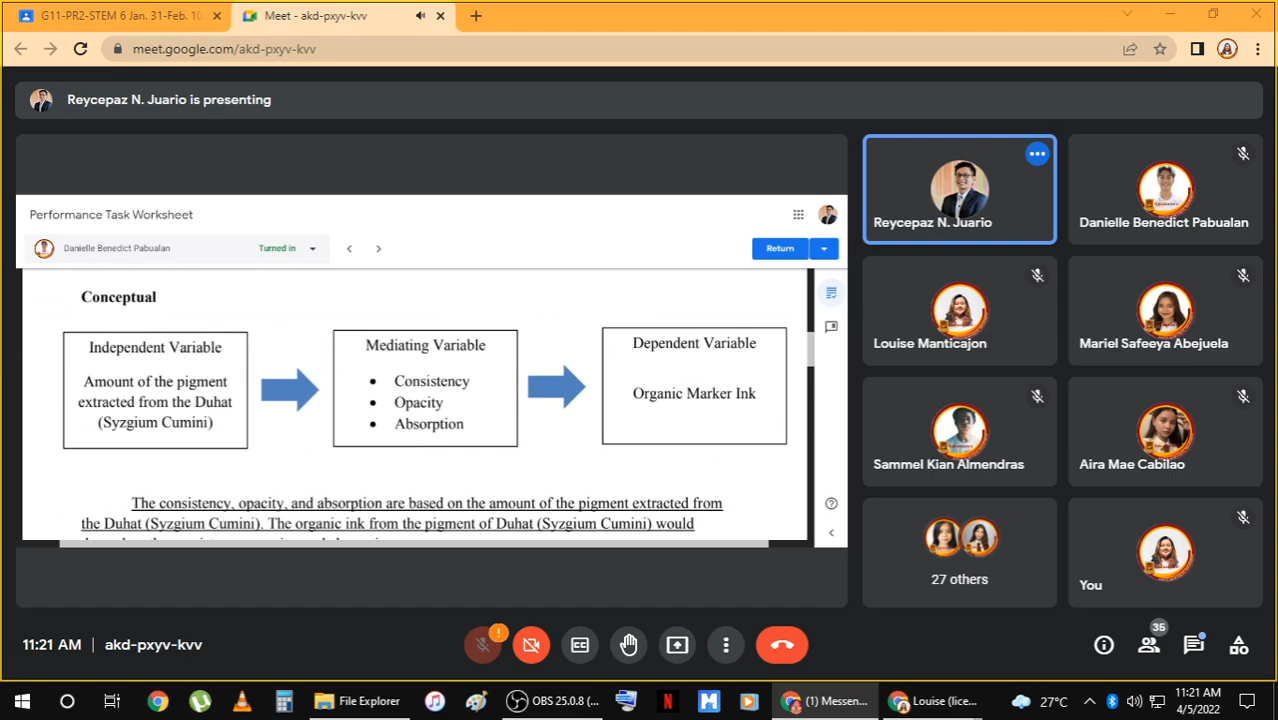 G11-PR2-STEM 6 Jan. 31-Feb. 10
Meet - akd-pxyv-kvv
meet.google.com/akd-pxyv-kvv
Reycepaz N. Juario is presenting
Performance Task Worksheet
Danielle Benedict Pabualan
Turned in
Return
Conceptual
Independent Variable
Amount of the pigment
extracted from the Duhat
(Syzgium Cumini)
Mediating Variable
• Consistency
• Opacity
• Absorption
Dependent Variable
Organic Marker Ink
The consistency, opacity, and absorption are based on the amount of the pigment extracted from
the Duhat (Syzgium Cumini). The organic ink from the pigment of Duhat (Syzgium Cumini) would
Reycepaz N. Juario
Danielle Benedict Pabualan
Louise Manticajon
Mariel Safeeya Abejuela
Sammel Kian Almendras
Aira Mae Cabilao
27 others
You
11:21 AM
akd-pxyv-kvv
35
File Explorer
OBS 25.0.8 (...
(1) Messen...
Louise (lice...
27°C
11:21 AM
4/5/2022